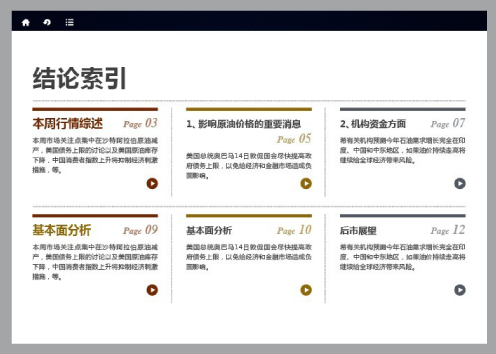 结论索引
本周行情综述 Page 03
本周市场关注点集中在沙特阿拉伯原油减
产，美国债务上限的讨论以及美国原油库存
下降，中国消费者指数上升将抑制经济刺激
措施，等。
1、影响原油价格的重要消息
Page 05
美国总统奥巴马14日敦促国会尽快提高政
府债务上限，以免给经济和金融市场造成负
面影响。
2、机构资金方面 Page 07
希有关机构预测今年石油需求增长完全在印
度、中国和中东地区，如果油价持续走高将
继续给全球经济带来风险。
基本面分析 Page 09
本周市场关注点集中在沙特阿拉伯原油减
产，美国债务上限的讨论以及美国原油库存
下降，中国消费者指数上升将抑制经济刺激
措施，等。
基本面分析 Page 10
美国总统奥巴马14日敦促国会尽快提高政
府债务上限，以免给经济和金融市场造成负
面影响。
后市展望 Page 12
希有关机构预测今年石油需求增长完全在印
度、中国和中东地区，如果油价持续走高将
继续给全球经济带来风险。